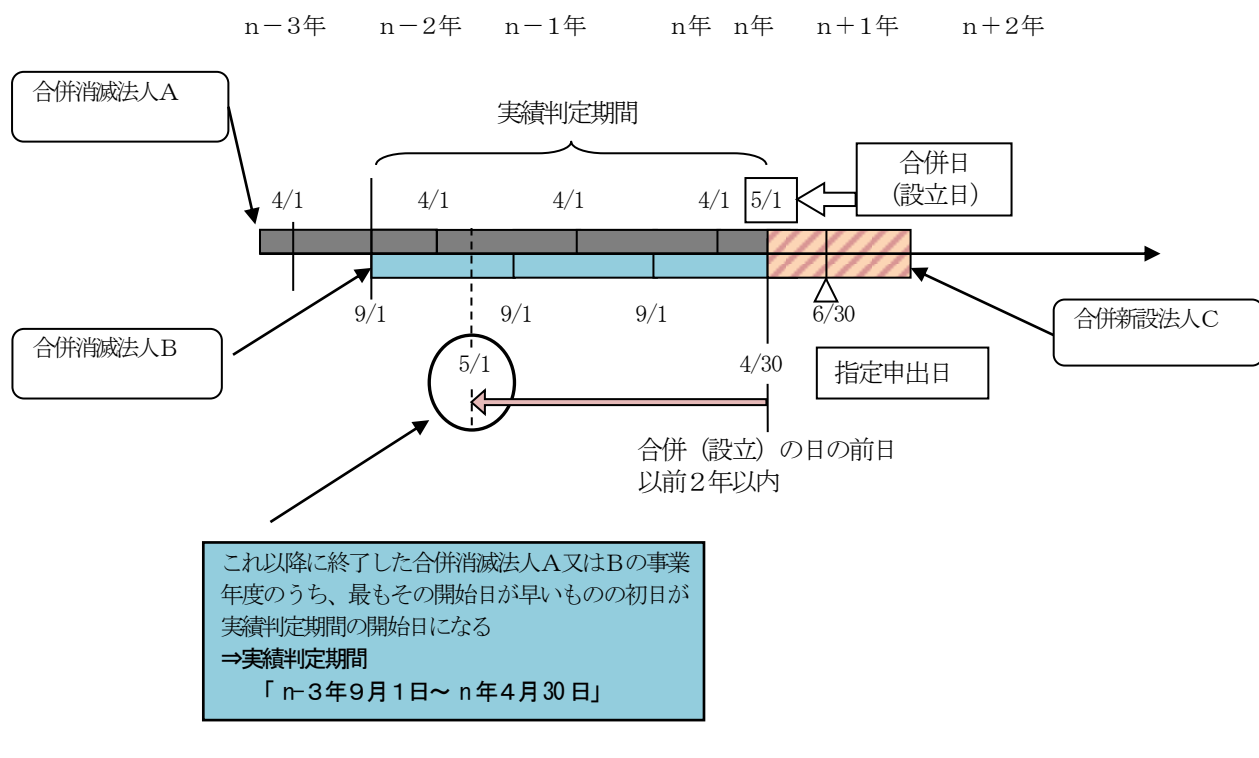 n－3年　n－2年　n－1年　n年　n年　n＋1年　n＋2年
合併消滅法人A
実績判定期間
合併日
（設立日）
4/1　4/1　4/1　4/1　5/1
9/1　9/1　9/1　6/30
合併新設法人C
合併消滅法人B
5/1　4/30
指定申出日
合併（設立）の日の前日
以前２年以内
これ以降に終了した合併消滅法人A又はBの事業
年度のうち、最もその開始日が早いものの初日が
実績判定期間の開始日になる
⇒実績判定期間
「 n-３年９月１日～ n 年４月 30 日」